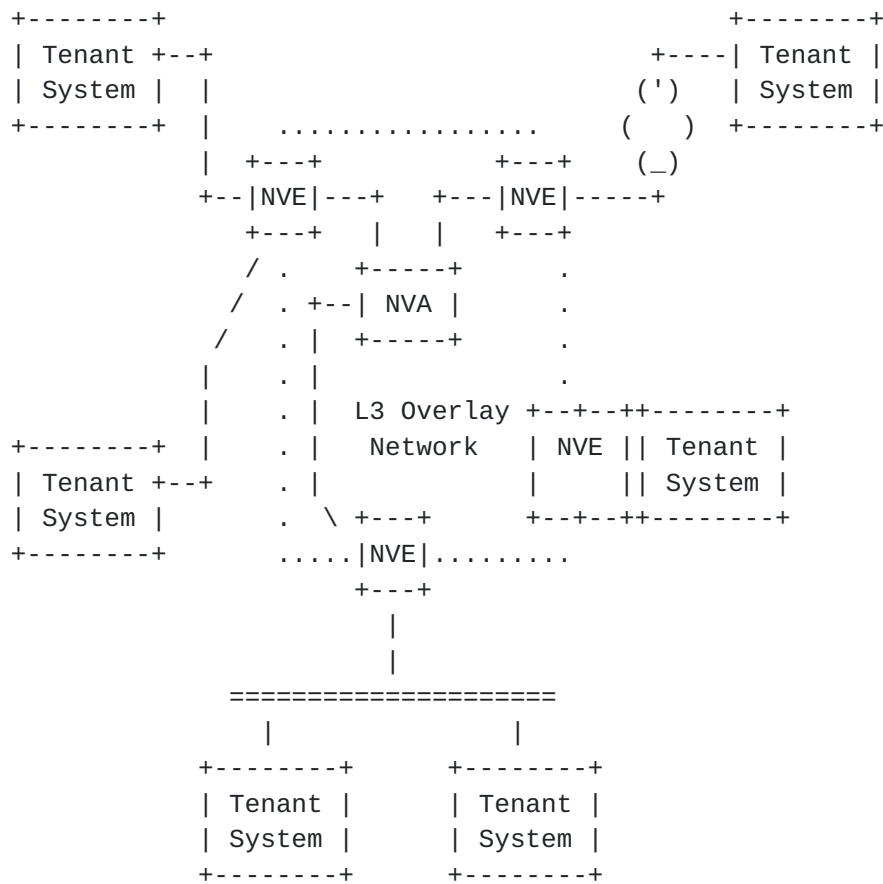 +--------+                                     +--------+
| Tenant +--+                            +----| Tenant |
| System |  |                           (')   | System |
+--------+  |    .................     (   )  +--------+
            |  +---+           +---+    (_)
            +--|NVE|---+   +---|NVE|-----+
               +---+   |   |   +---+
               / .    +-----+      .
              /  . +--| NVA |      .
             /   . |  +-----+      .
            |    . |               .
            |    . |  L3 Overlay +--+--++--------+
+--------+  |    . |   Network   | NVE || Tenant |
| Tenant +--+    . |             |     || System |
| System |       .  \ +---+      +--+--++--------+
+--------+       .....|NVE|.........
                      +---+
                        |
                        |
              =====================
                |               |
            +--------+      +--------+
            | Tenant |      | Tenant |
            | System |      | System |
            +--------+      +--------+